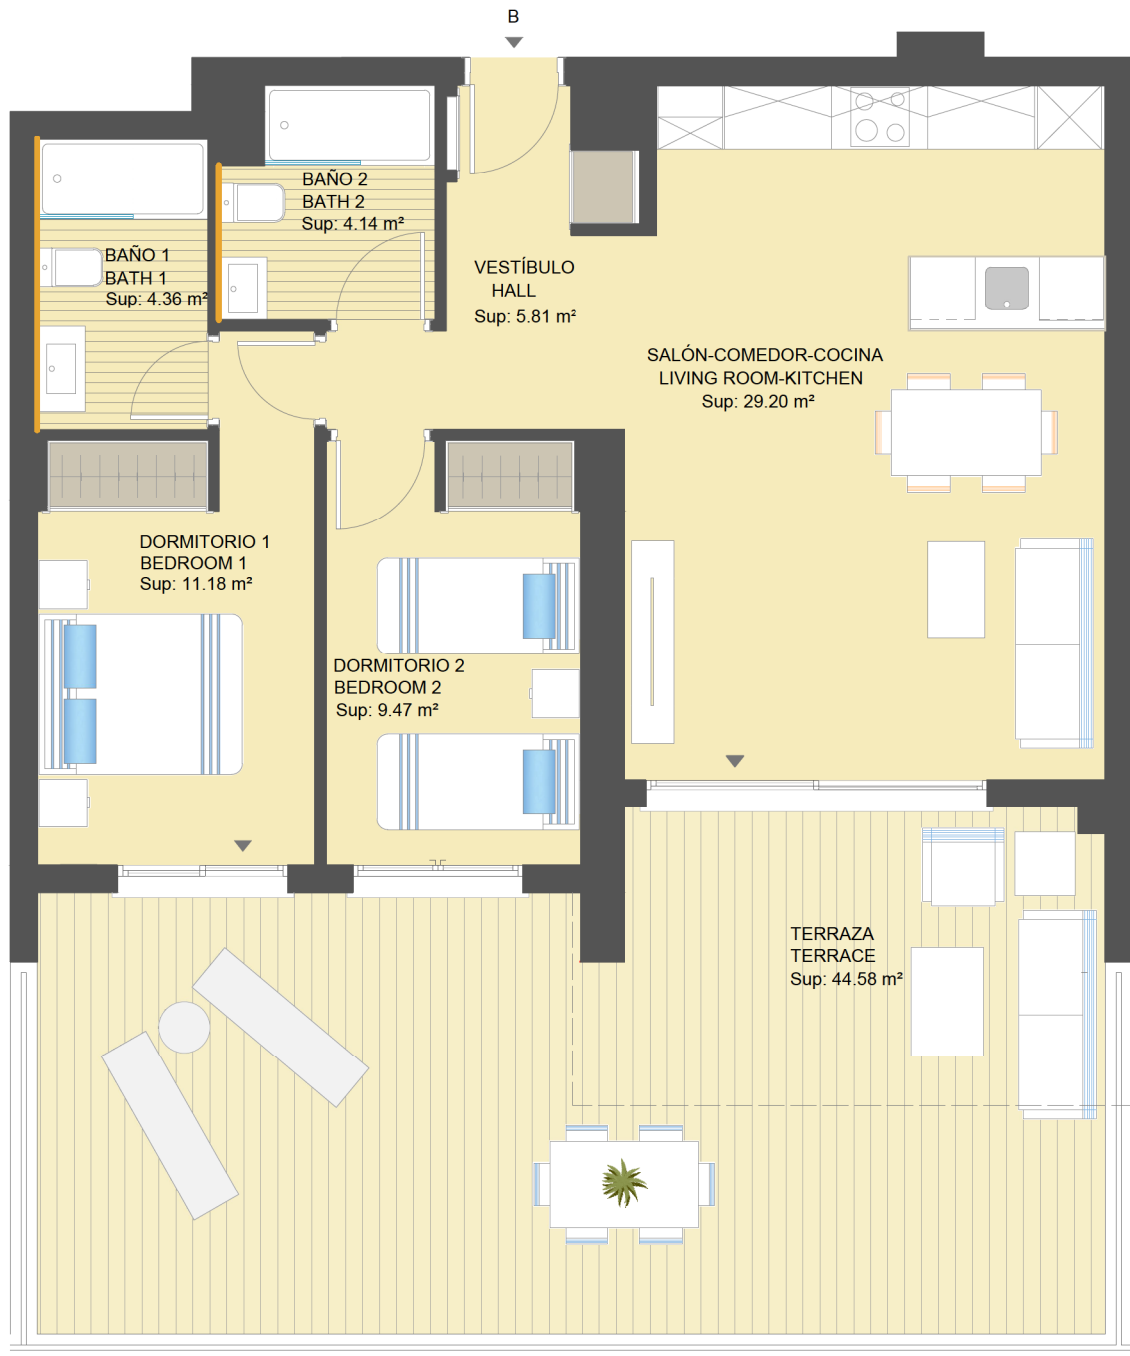 B
BAÑO 2
BATH 2
Sup: 4.14 m²
BAÑO 1
BATH 1
Sup: 4.36 m²
VESTÍBULO
HALL
Sup: 5.81 m²
SALÓN-COMEDOR-COCINA
LIVING ROOM-KITCHEN
Sup: 29.20 m²
DORMITORIO 1
BEDROOM 1
Sup: 11.18 m²
DORMITORIO 2
BEDROOM 2
Sup: 9.47 m²
TERRAZA
TERRACE
Sup: 44.58 m²